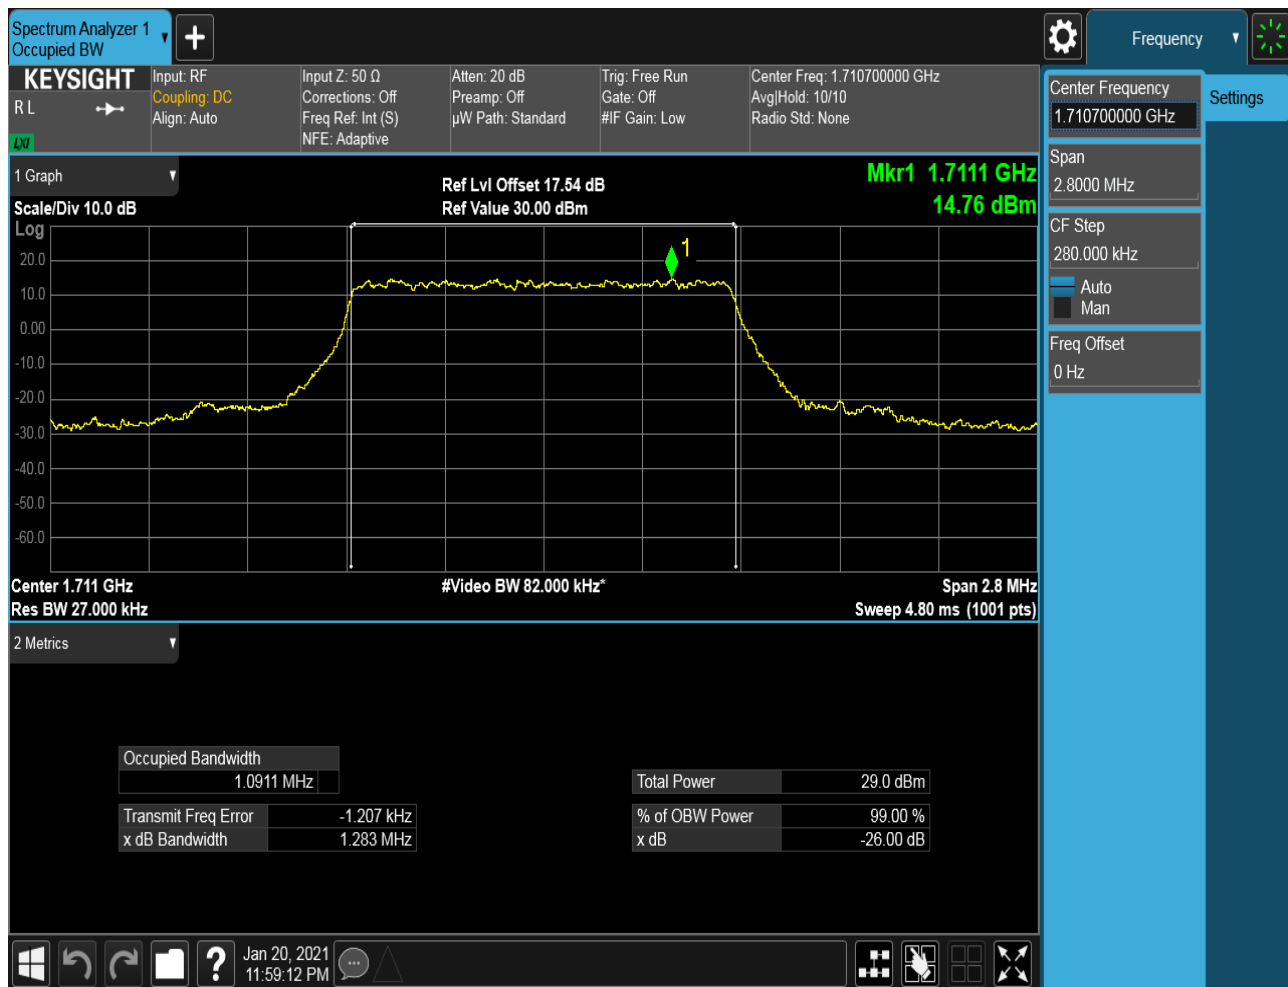 Spectrum Analyzer 1
Occupied BW
Frequency
KEYSIGHT
R L
LXI
Input: RF
Coupling: DC
Align: Auto
Input Z: 50 Ω
Corrections: Off
Freq Ref: Int (S)
NFE: Adaptive
Atten: 20 dB
Preamp: Off
µW Path: Standard
Trig: Free Run
Gate: Off
#IF Gain: Low
Center Freq: 1.710700000 GHz
Avg|Hold: 10/10
Radio Std: None
Center Frequency
1.710700000 GHz
Settings
Span
2.8000 MHz
CF Step
280.000 kHz
Auto
Man
Freq Offset
0 Hz
1 Graph
Scale/Div 10.0 dB
Log
Ref Lvl Offset 17.54 dB
Ref Value 30.00 dBm
Mkr1 1.7111 GHz
14.76 dBm
1
20.0
10.0
0.00
-10.0
-20.0
-30.0
-40.0
-50.0
-60.0
Center 1.711 GHz
#Video BW 82.000 kHz*
Span 2.8 MHz
Res BW 27.000 kHz
Sweep 4.80 ms (1001 pts)
2 Metrics
Occupied Bandwidth
1.0911 MHz
Total Power 29.0 dBm
Transmit Freq Error -1.207 kHz
% of OBW Power 99.00 %
x dB Bandwidth 1.283 MHz
x dB -26.00 dB
?
Jan 20, 2021
11:59:12 PM